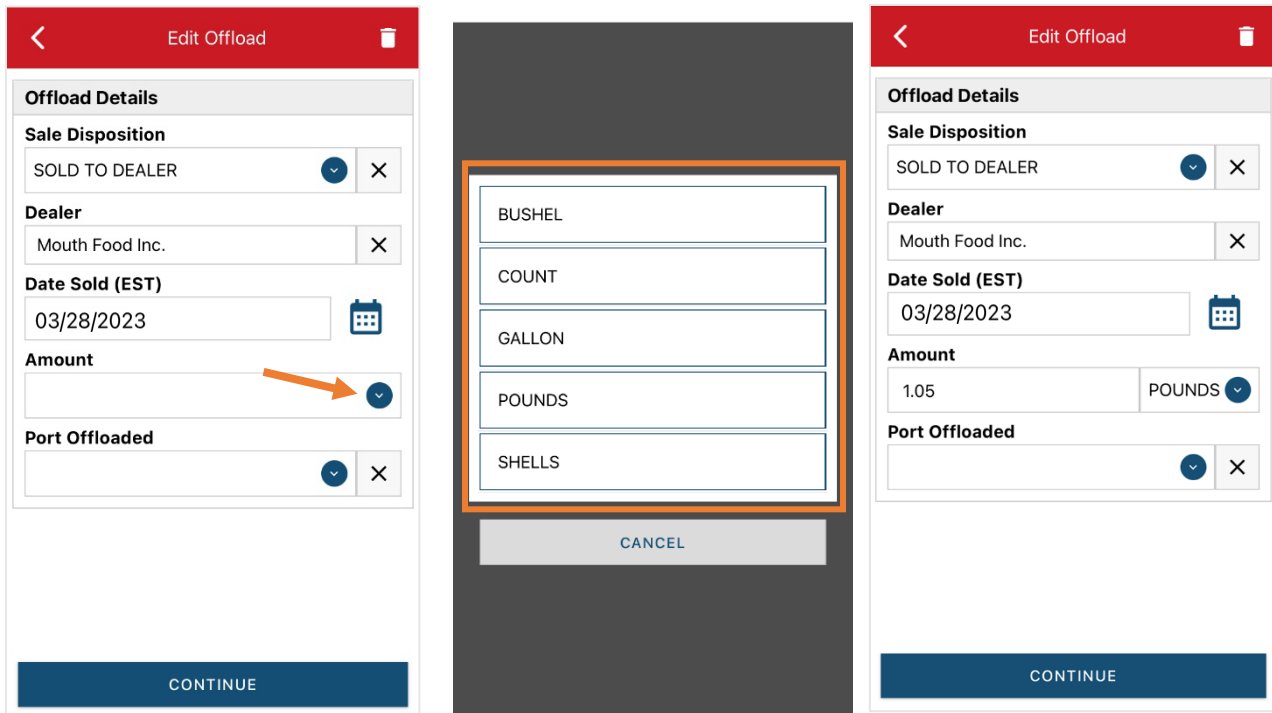 Edit Offload
Offload Details
Sale Disposition
SOLD TO DEALER
Dealer
Mouth Food Inc.
Date Sold (EST)
03/28/2023
Amount
Port Offloaded
CONTINUE
BUSHEL
COUNT
GALLON
POUNDS
SHELLS
CANCEL
Edit Offload
Offload Details
Sale Disposition
SOLD TO DEALER
Dealer
Mouth Food Inc.
Date Sold (EST)
03/28/2023
Amount
1.05 POUNDS
Port Offloaded
CONTINUE